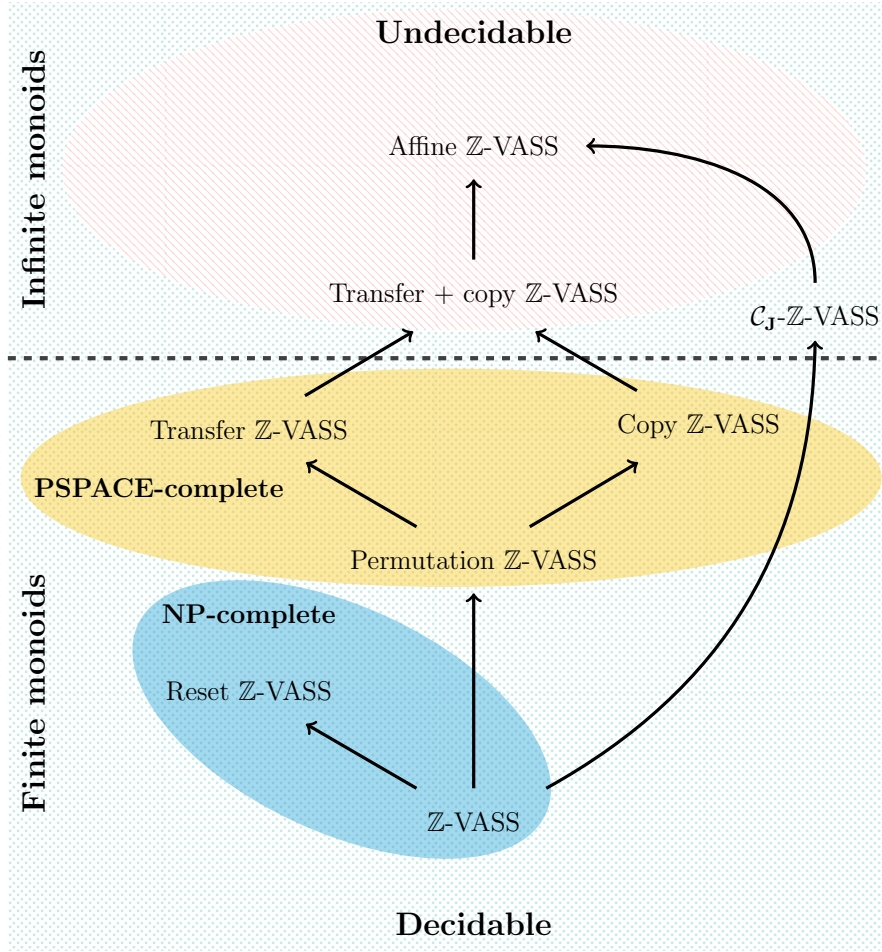 Undecidable
Infinite monoids
Affine ℤ-VASS
Transfer + copy ℤ-VASS
𝒞_𝐉-ℤ-VASS
Transfer ℤ-VASS
Copy ℤ-VASS
PSPACE-complete
Permutation ℤ-VASS
Finite monoids
NP-complete
Reset ℤ-VASS
ℤ-VASS
Decidable